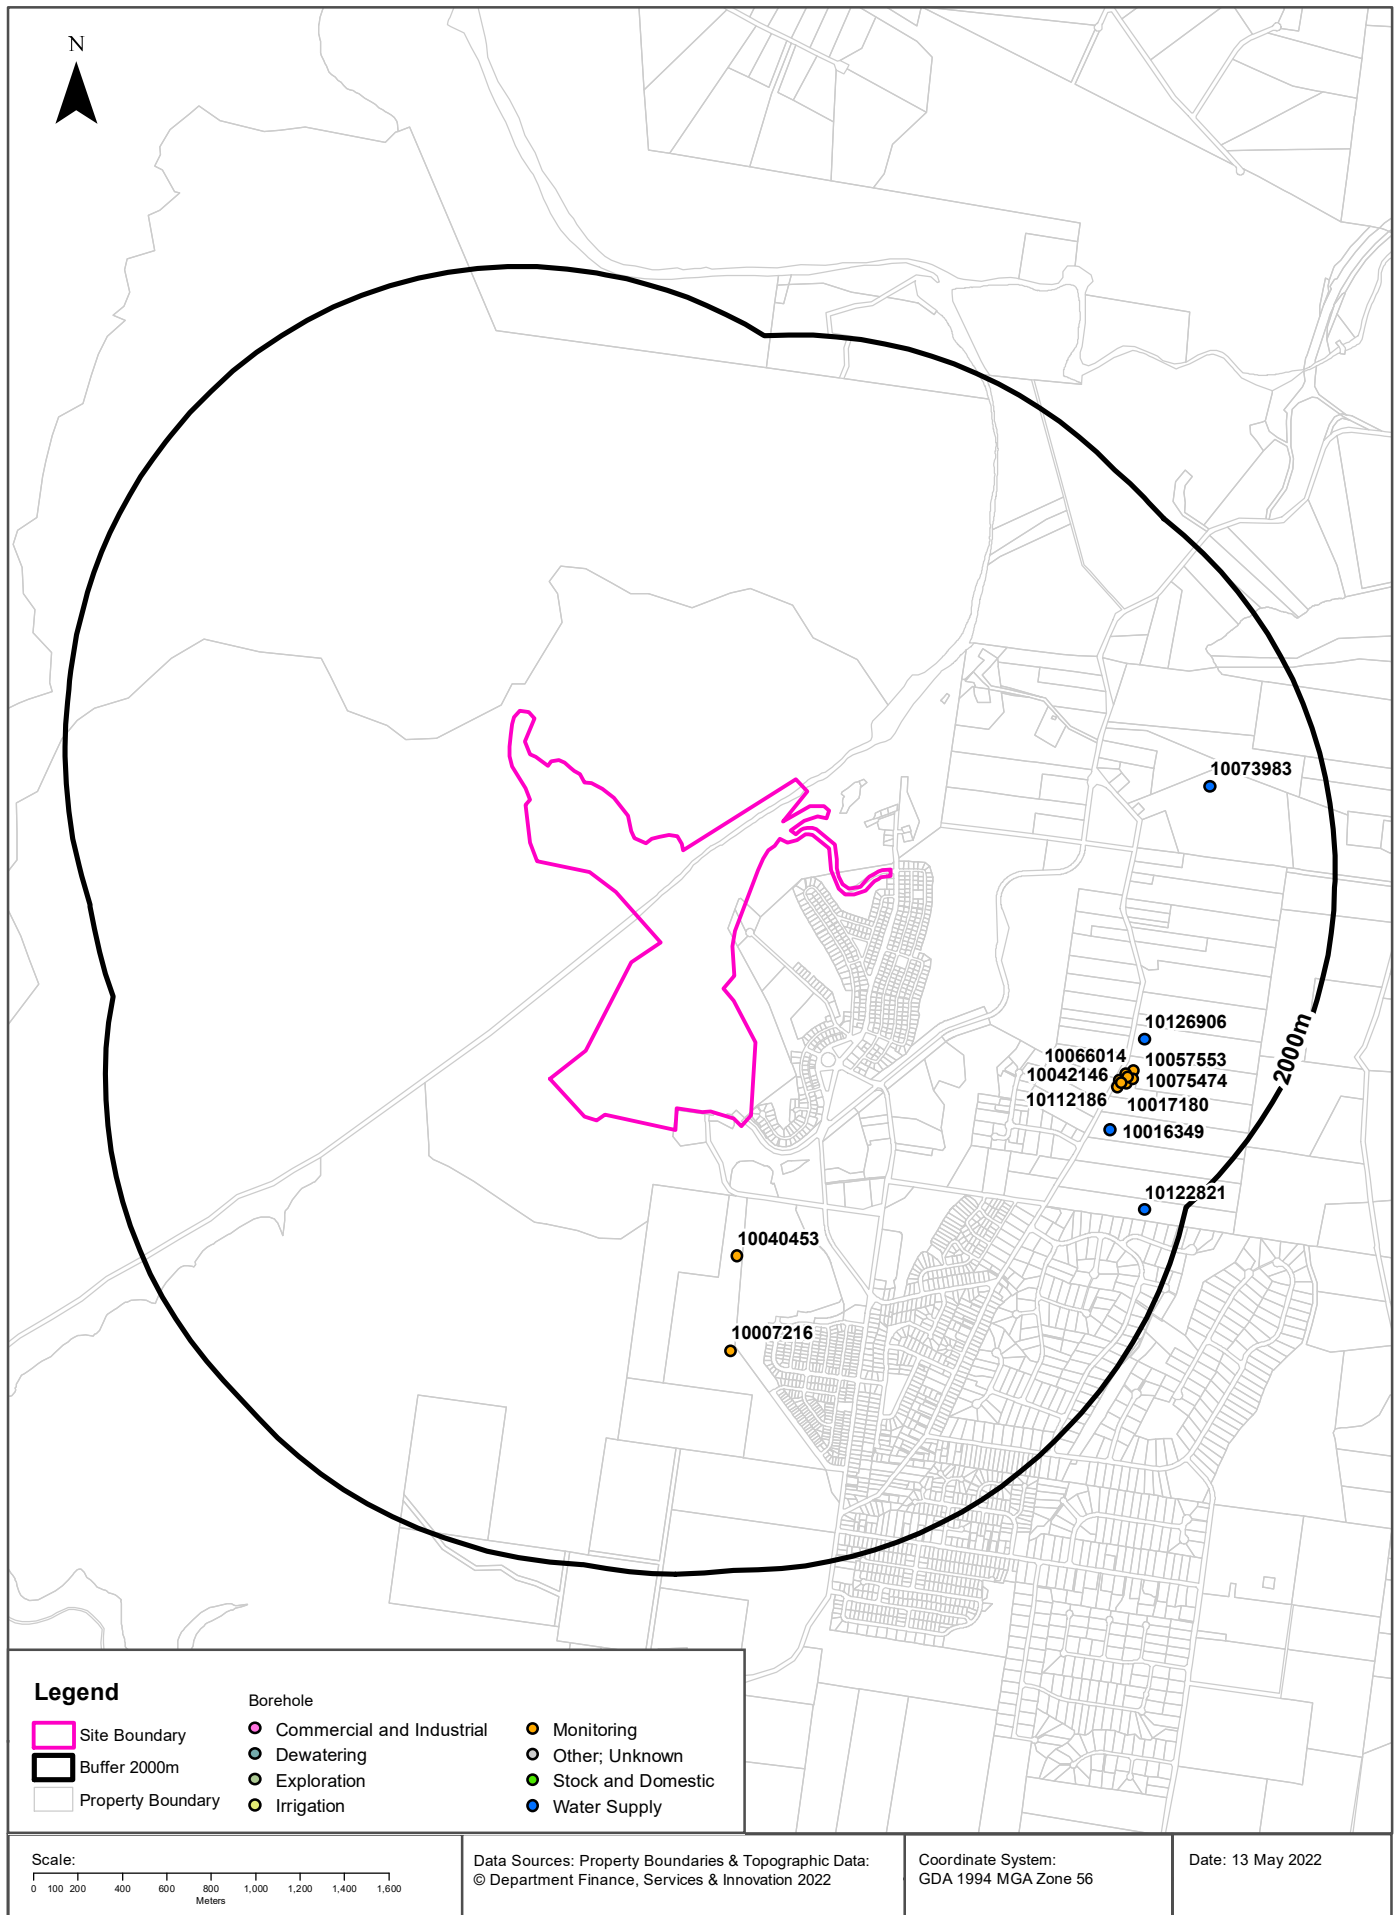 N
10073983
10126906
10066014
10057553
10042146
10075474
10112186
10017180
10016349
2000m
10122821
10040453
10007216
Legend
Site Boundary
Buffer 2000m
Property Boundary
Borehole
Commercial and Industrial
Dewatering
Exploration
Irrigation
Monitoring
Other; Unknown
Stock and Domestic
Water Supply
Scale:
0 100 200 400 600 800 1,000 1,200 1,400 1,600
Meters
Data Sources: Property Boundaries & Topographic Data:
© Department Finance, Services & Innovation 2022
Coordinate System:
GDA 1994 MGA Zone 56
Date: 13 May 2022